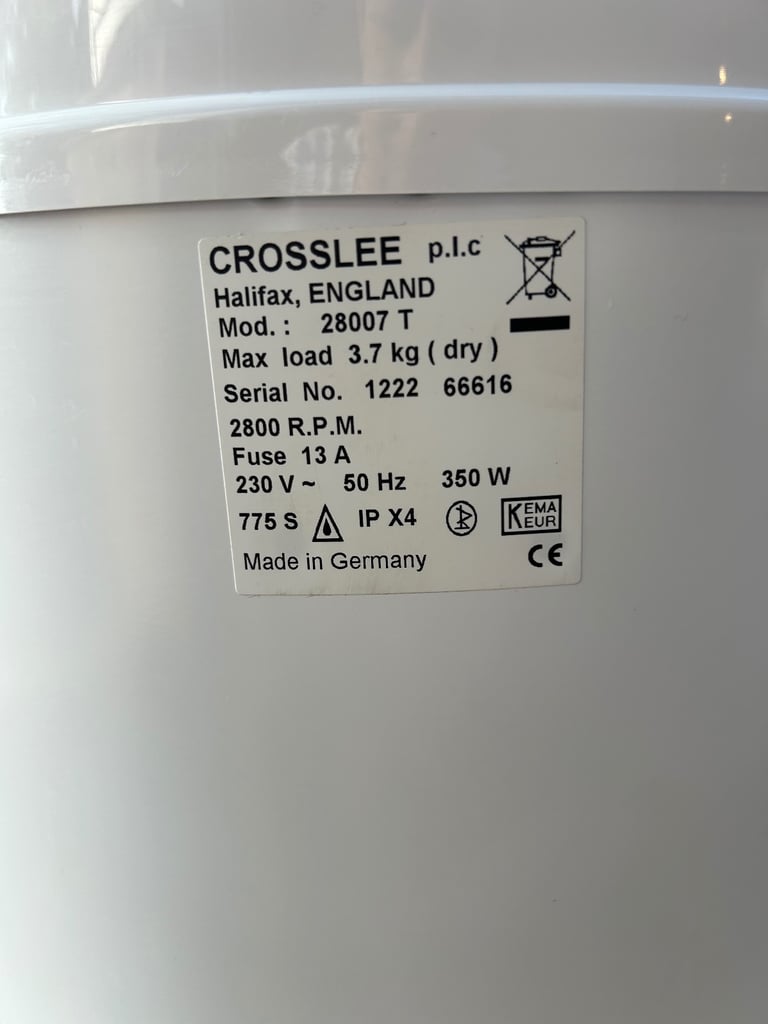 CROSSLEE p.l.c
Halifax, ENGLAND
Mod. : 28007 T
Max load 3.7 kg ( dry )
Serial No. 1222 66616
2800 R.P.M.
Fuse 13 A
230 V ~ 50 Hz 350 W
775 S IP X4 KEMA EUR
Made in Germany CE